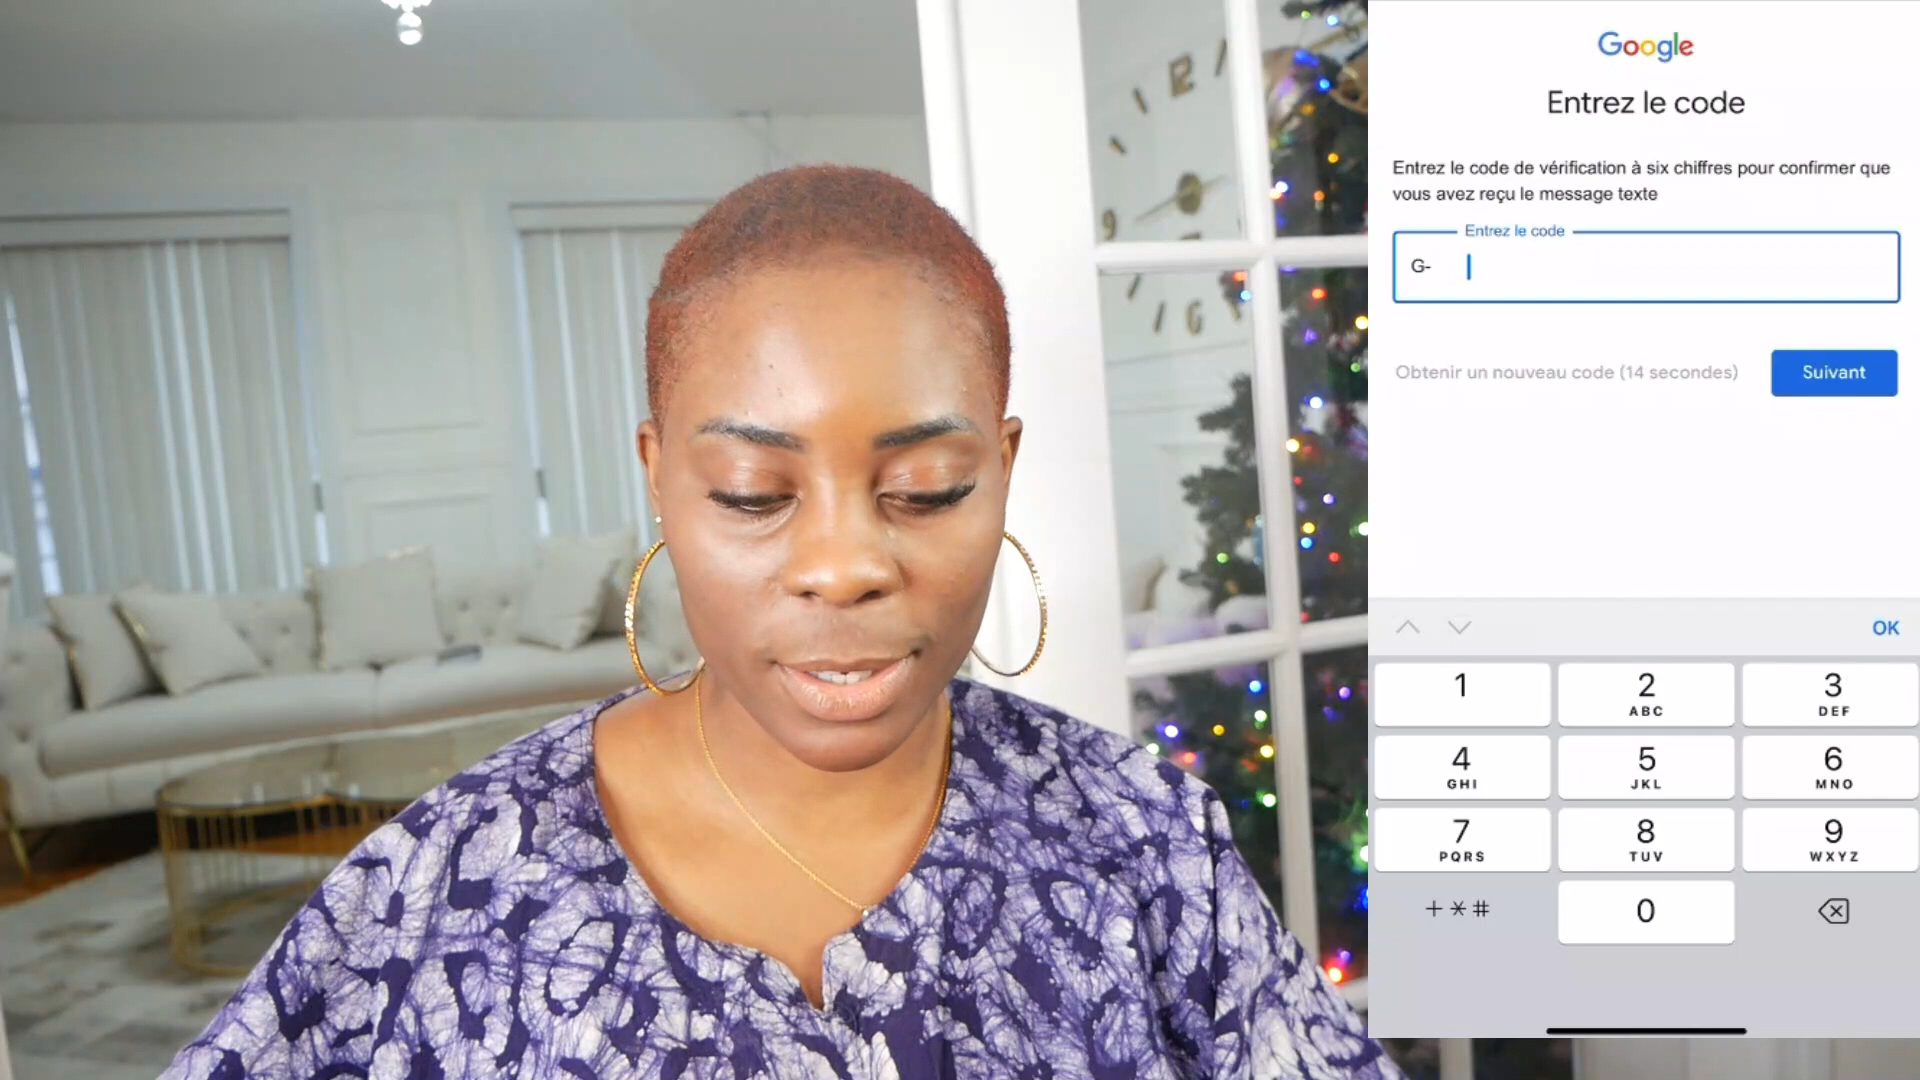 Google
Entrez le code
Entrez le code de vérification à six chiffres pour confirmer que
vous avez reçu le message texte
Entrez le code
G-
Obtenir un nouveau code (14 secondes)
Suivant
OK
1
2
ABC
3
DEF
4
GHI
5
JKL
6
MNO
7
PQRS
8
TUV
9
WXYZ
+*#
0